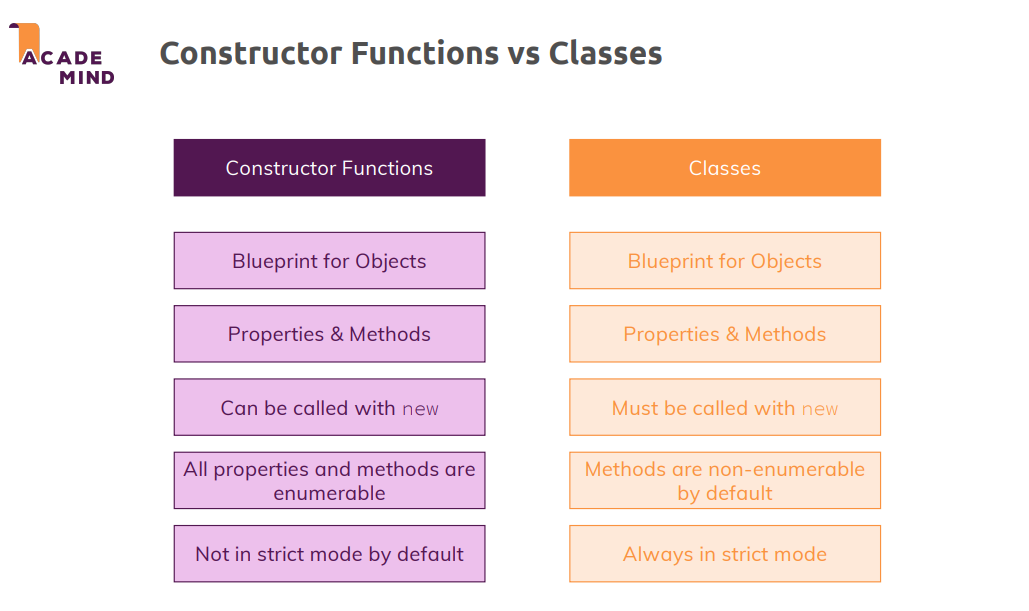 ACADE
MIND
Constructor Functions vs Classes
Constructor Functions
Classes
Blueprint for Objects
Blueprint for Objects
Properties & Methods
Properties & Methods
Can be called with new
Must be called with new
All properties and methods are
enumerable
Methods are non-enumerable
by default
Not in strict mode by default
Always in strict mode